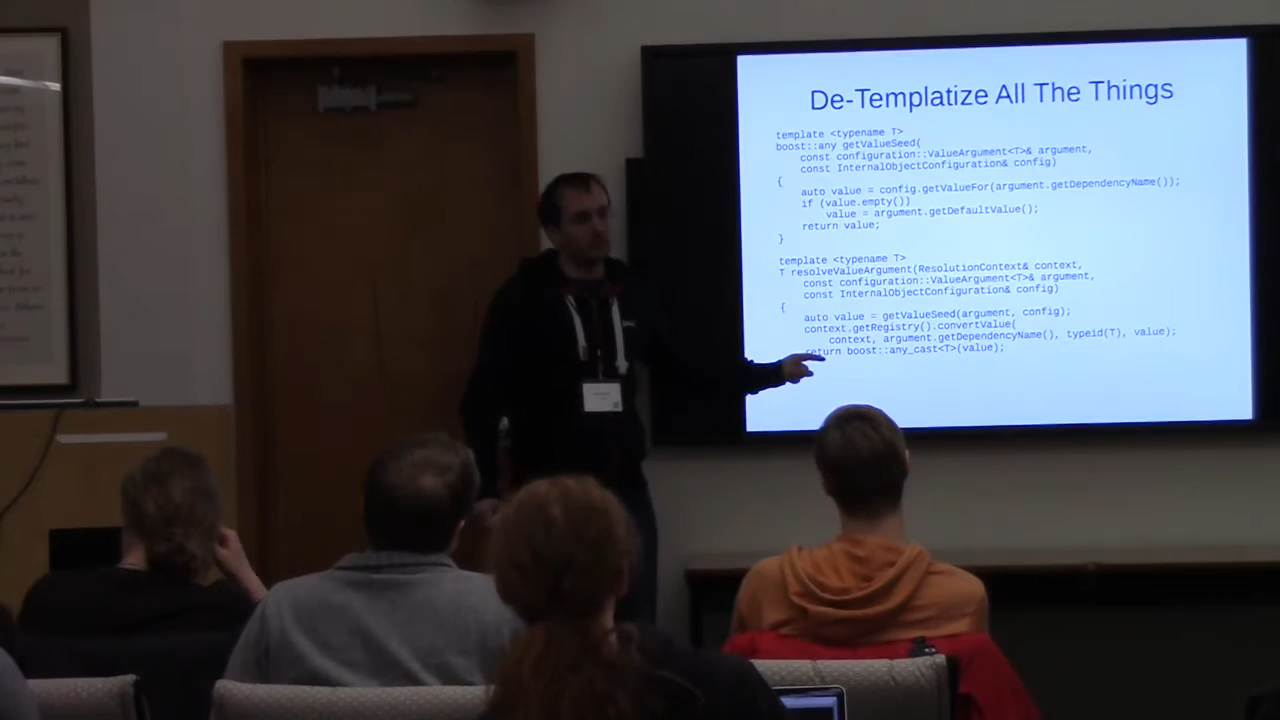 De-Templatize All The Things
template <typename T>
boost::any getValueSeed(
const configuration::ValueArgument<T>& argument,
const InternalObjectConfiguration& config)
{
auto value = config.getValueFor(argument.getDependencyName());
if (value.empty())
value = argument.getDefaultValue();
return value;
}
template <typename T>
T resolveValueArgument(ResolutionContext& context,
const configuration::ValueArgument<T>& argument,
const InternalObjectConfiguration& config)
{
auto value = getValueSeed(argument, config);
context.getRegistry().convertValue(
context, argument.getDependencyName(), typeid(T), value);
return boost::any_cast<T>(value);